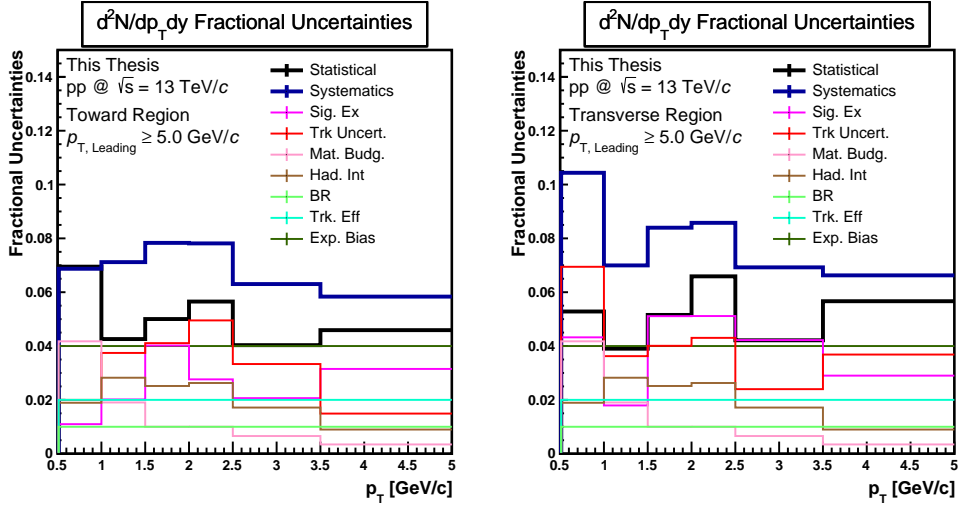 d²N/dp_T dy Fractional Uncertainties
Fractional Uncertainties
0.14
0.12
0.1
0.08
0.06
0.04
0.02
0
This Thesis
pp @ √s = 13 TeV/c
Toward Region
p_T, Leading ≥ 5.0 GeV/c
Statistical
Systematics
Sig. Ex
Trk Uncert.
Mat. Budg.
Had. Int
BR
Trk. Eff
Exp. Bias
0.5 1 1.5 2 2.5 3 3.5 4 4.5 5
p_T [GeV/c]
d²N/dp_T dy Fractional Uncertainties
Fractional Uncertainties
0.14
0.12
0.1
0.08
0.06
0.04
0.02
0
This Thesis
pp @ √s = 13 TeV/c
Transverse Region
p_T, Leading ≥ 5.0 GeV/c
Statistical
Systematics
Sig. Ex
Trk Uncert.
Mat. Budg.
Had. Int
BR
Trk. Eff
Exp. Bias
0.5 1 1.5 2 2.5 3 3.5 4 4.5 5
p_T [GeV/c]